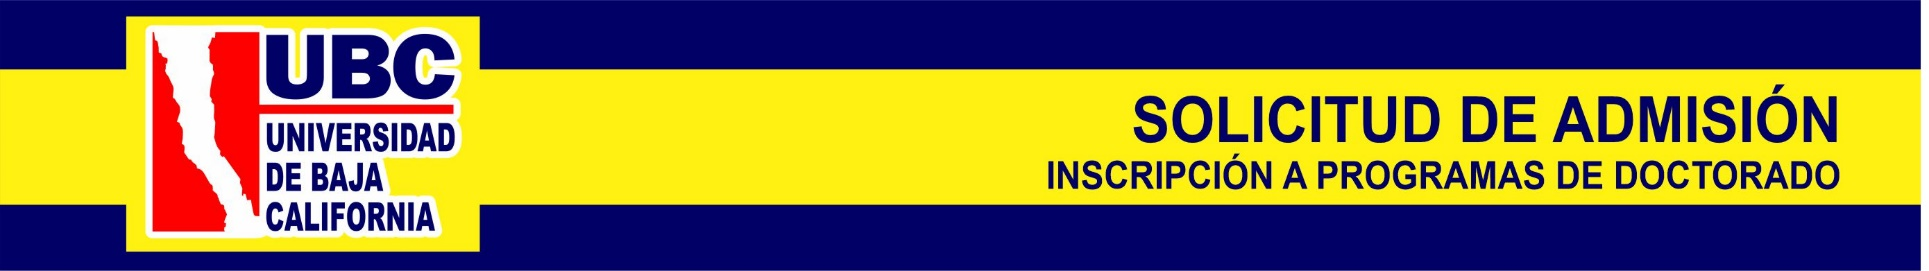 UBC
UNIVERSIDAD
DE BAJA
CALIFORNIA
SOLICITUD DE ADMISIÓN
INSCRIPCIÓN A PROGRAMAS DE DOCTORADO